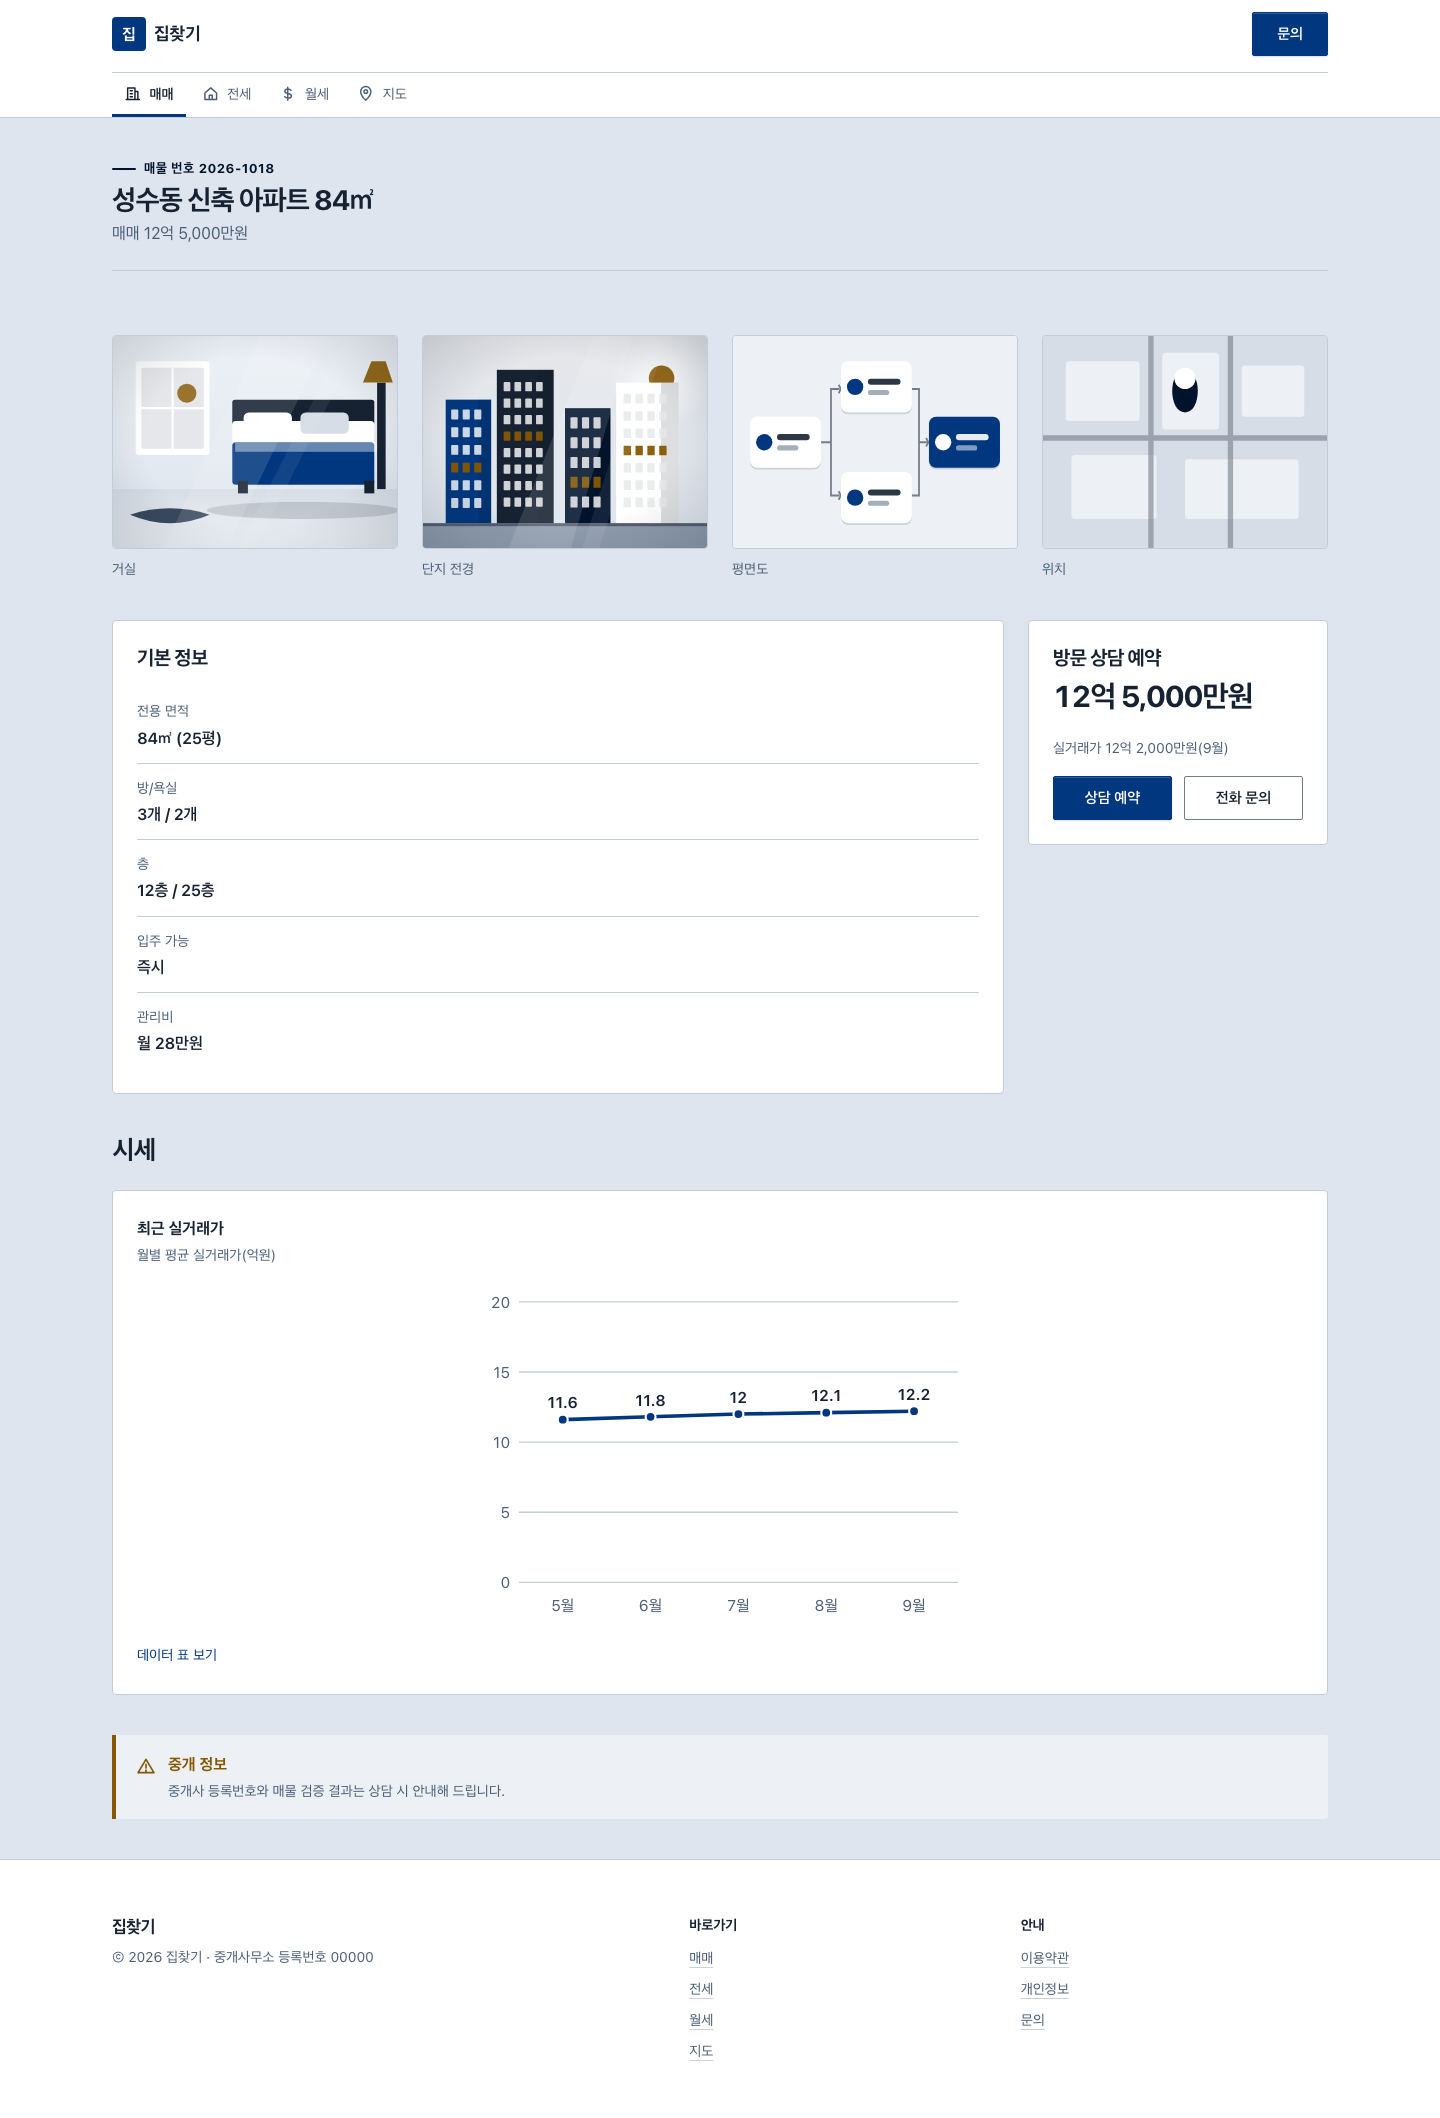 집 집찾기
문의
매매 전세 월세 지도
매물 번호 2026-1018
성수동 신축 아파트 84㎡
매매 12억 5,000만원
거실
단지 전경
평면도
위치
기본 정보
전용 면적
84㎡ (25평)
방/욕실
3개 / 2개
층
12층 / 25층
입주 가능
즉시
관리비
월 28만원
방문 상담 예약
12억 5,000만원
실거래가 12억 2,000만원(9월)
상담 예약 전화 문의
시세
최근 실거래가
월별 평균 실거래가(억원)
20
15
11.6 11.8 12 12.1 12.2
10
5
0
5월 6월 7월 8월 9월
데이터 표 보기
중개 정보
중개사 등록번호와 매물 검증 결과는 상담 시 안내해 드립니다.
집찾기
© 2026 집찾기 · 중개사무소 등록번호 00000
바로가기
매매
전세
월세
지도
안내
이용약관
개인정보
문의